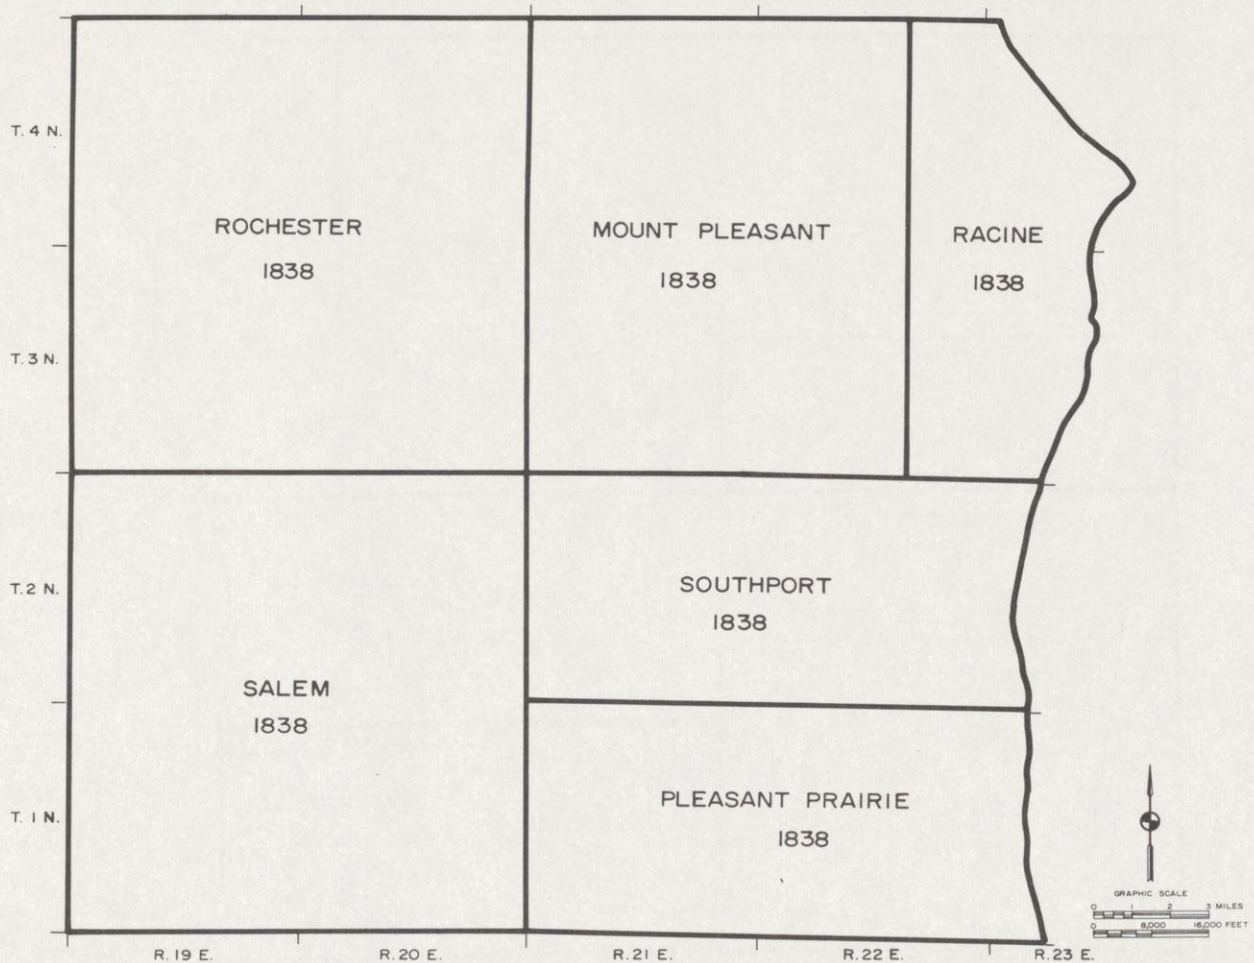 T. 4 N.
ROCHESTER
1838
MOUNT PLEASANT
1838
RACINE
1838
T. 3 N.
T. 2 N.
SOUTHPORT
1838
SALEM
1838
T. 1 N.
PLEASANT PRAIRIE
1838
GRAPHIC SCALE
0 1 2 3 MILES
0 8,000 16,000 FEET
R. 19 E. R. 20 E. R. 21 E. R. 22 E. R. 23 E.